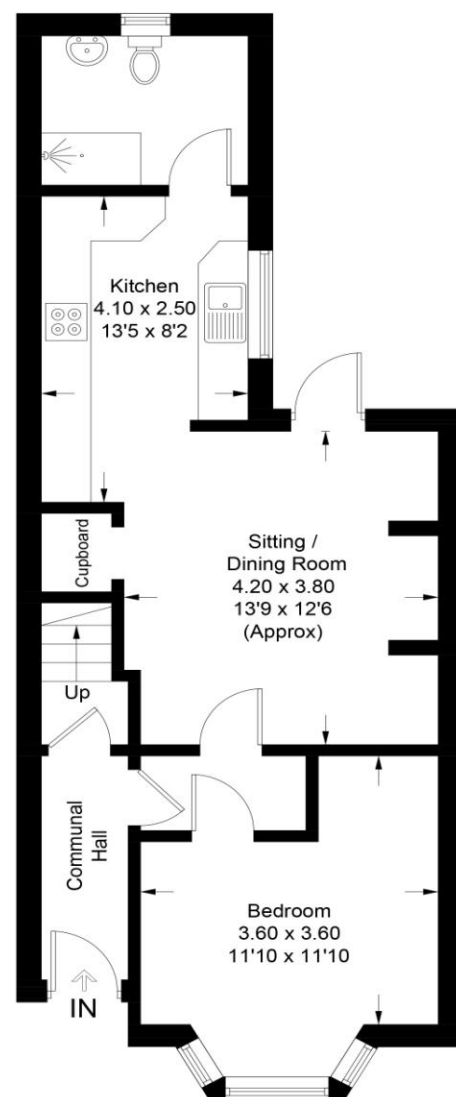 Kitchen
4.10 x 2.50
13'5 x 8'2
Cupboard
Sitting /
Dining Room
4.20 x 3.80
13'9 x 12'6
(Approx)
Up
Communal
Hall
Bedroom
3.60 x 3.60
11'10 x 11'10
IN